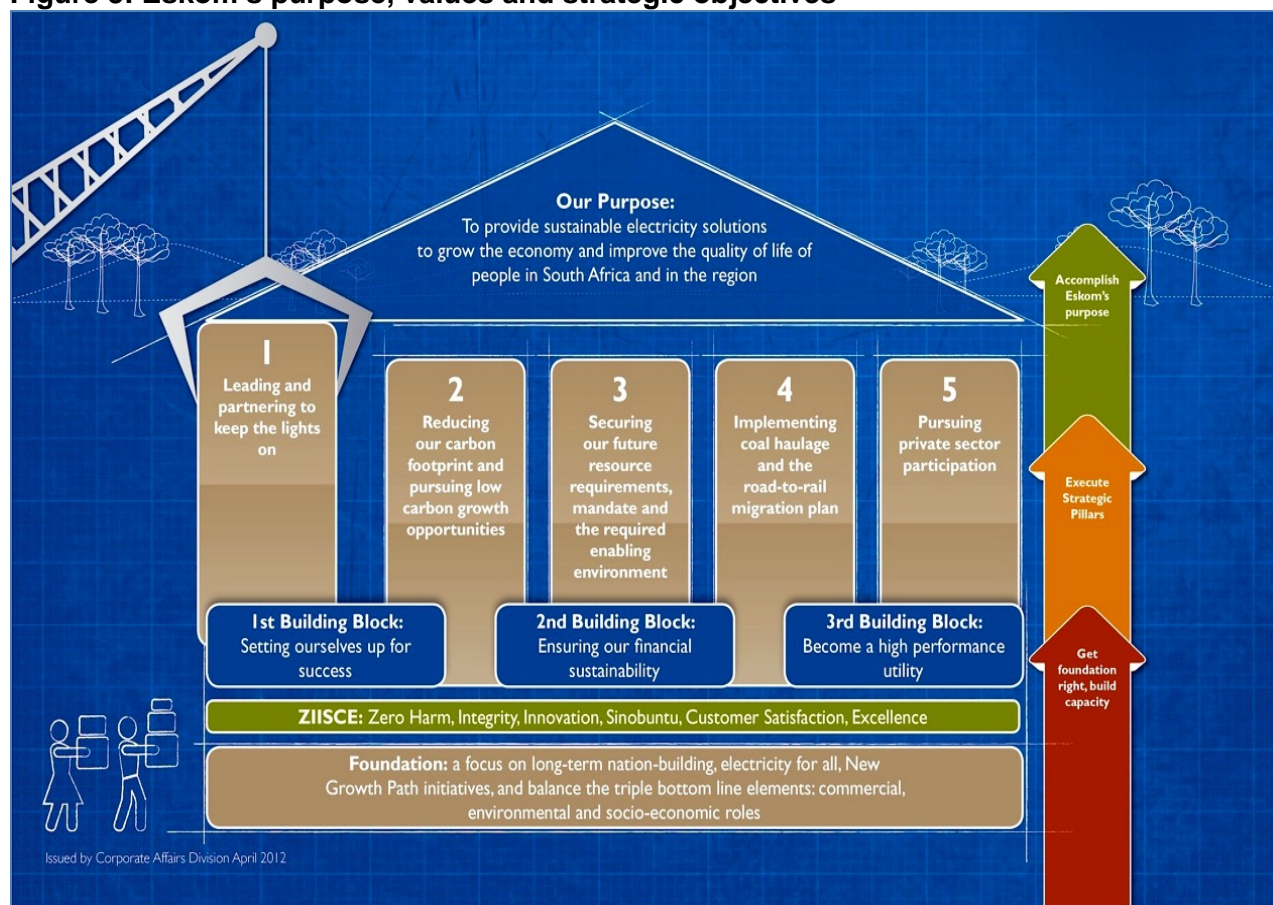 Figure 3: Eskom's purpose, values and strategic objectives
Our Purpose:
To provide sustainable electricity solutions
to grow the economy and improve the quality of life of
people in South Africa and in the region
1
Leading and
partnering to
keep the lights
on
2
Reducing
our carbon
footprint and
pursuing low
carbon growth
opportunities
3
Securing
our future
resource
requirements,
mandate and
the required
enabling
environment
4
Implementing
coal haulage
and the
road-to-rail
migration plan
5
Pursuing
private sector
participation
1st Building Block:
Setting ourselves up for
success
2nd Building Block:
Ensuring our financial
sustainability
3rd Building Block:
Become a high performance
utility
ZIISCE: Zero Harm, Integrity, Innovation, Sinobuntu, Customer Satisfaction, Excellence
Foundation: a focus on long-term nation-building, electricity for all, New
Growth Path initiatives, and balance the triple bottom line elements: commercial,
environmental and socio-economic roles
Accomplish
Eskom's
purpose
Execute
Strategic
Pillars
Get
foundation
right, build
capacity
Issued by Corporate Affairs Division April 2012